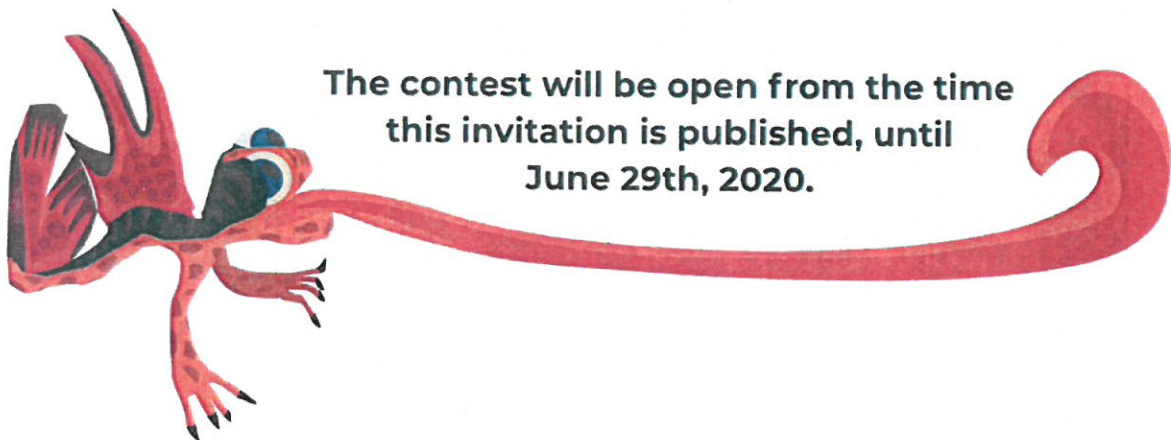 The contest will be open from the time
this invitation is published, until
June 29th, 2020.